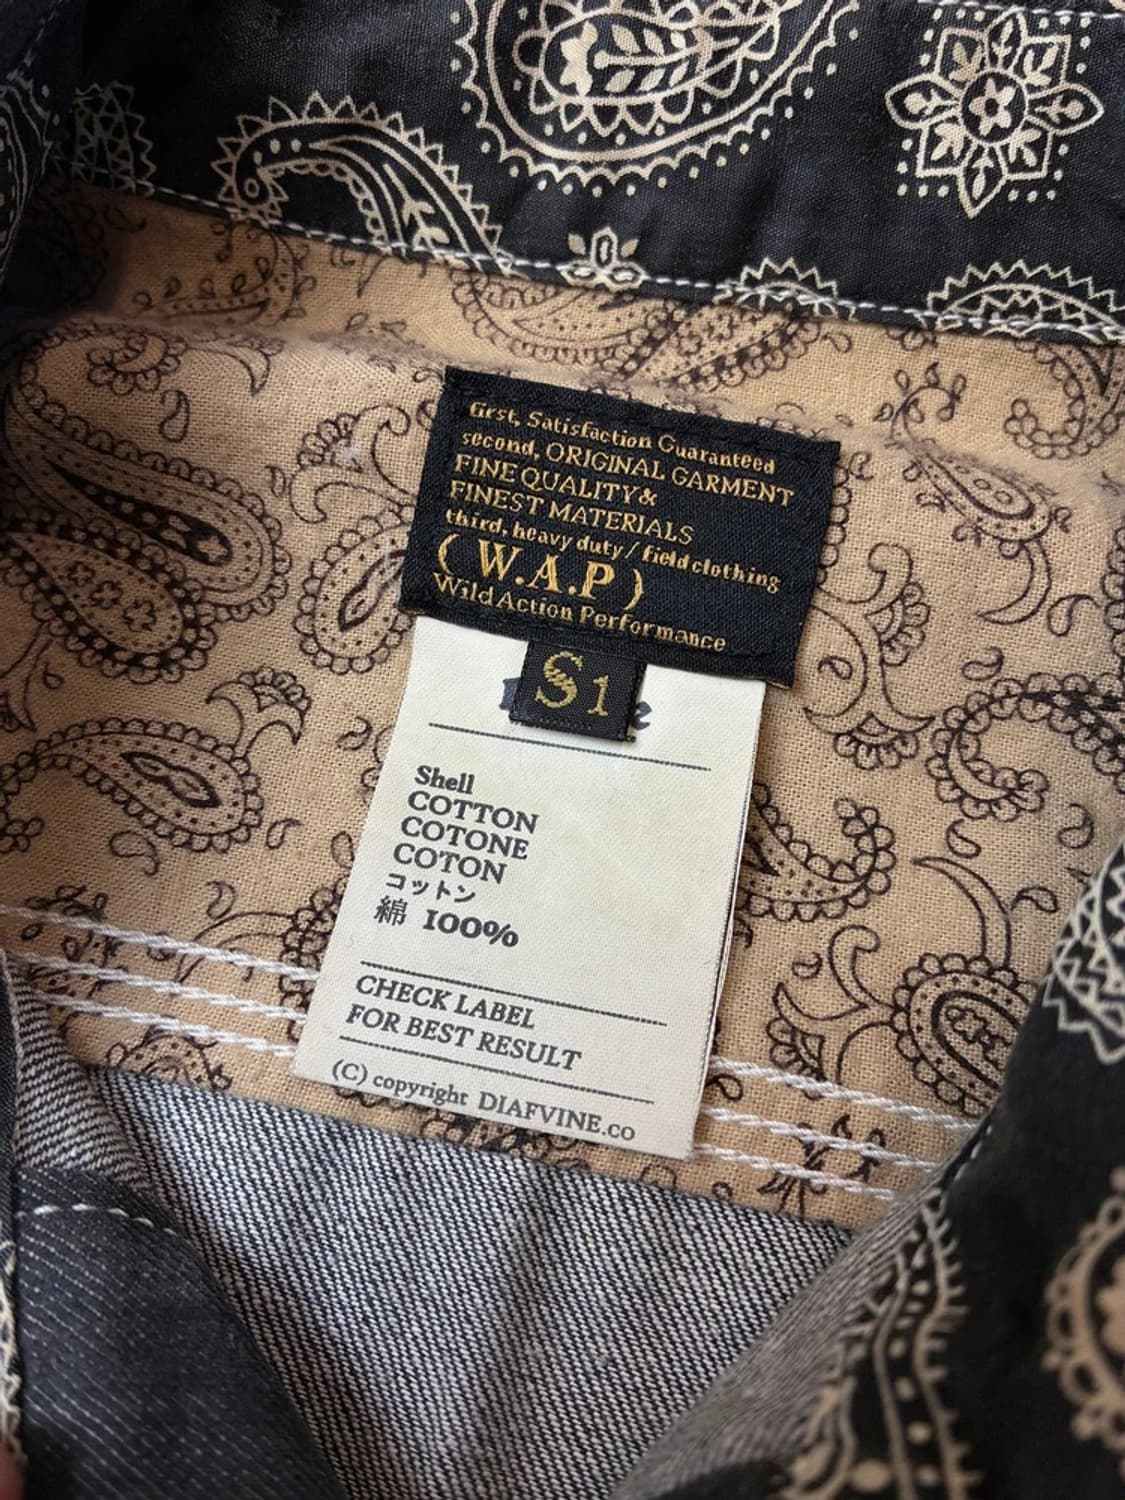 first, Satisfaction Guaranteed
second, ORIGINAL GARMENT
FINE QUALITY&
FINEST MATERIALS
third, heavy duty / field clothing
( W.A.P )
Wild Action Performance
S 1
Shell
COTTON
COTONE
COTON
コットン
綿 100%
CHECK LABEL
FOR BEST RESULT
(C) copyright DIAFVINE.CO